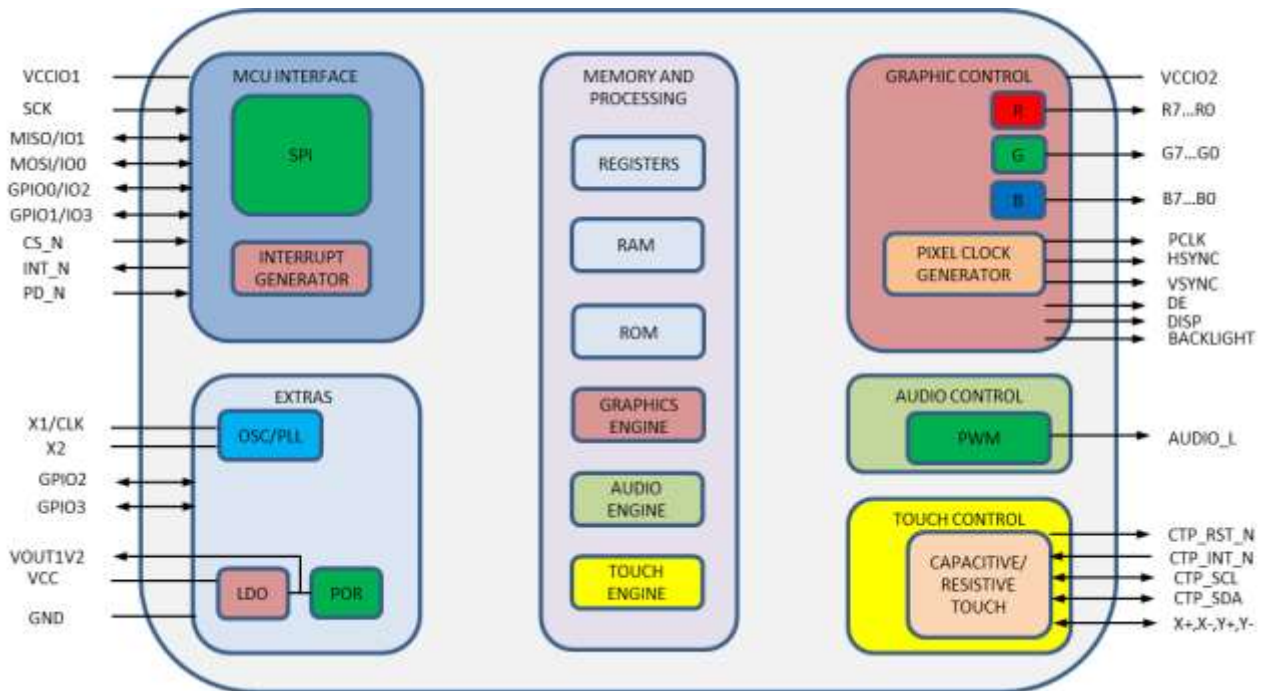 VCCIO1
SCK
MISO/IO1
MOSI/IO0
GPIO0/IO2
GPIO1/IO3
CS_N
INT_N
PD_N
X1/CLK
X2
GPIO2
GPIO3
VOUT1V2
VCC
GND
MCU INTERFACE
SPI
INTERRUPT
GENERATOR
EXTRAS
OSC/PLL
LDO
POR
MEMORY AND
PROCESSING
REGISTERS
RAM
ROM
GRAPHICS
ENGINE
AUDIO
ENGINE
TOUCH
ENGINE
GRAPHIC CONTROL
R
G
B
PIXEL CLOCK
GENERATOR
AUDIO CONTROL
PWM
TOUCH CONTROL
CAPACITIVE/
RESISTIVE
TOUCH
VCCIO2
R7...R0
G7...G0
B7...B0
PCLK
HSYNC
VSYNC
DE
DISP
BACKLIGHT
AUDIO_L
CTP_RST_N
CTP_INT_N
CTP_SCL
CTP_SDA
X+,X-,Y+,Y-